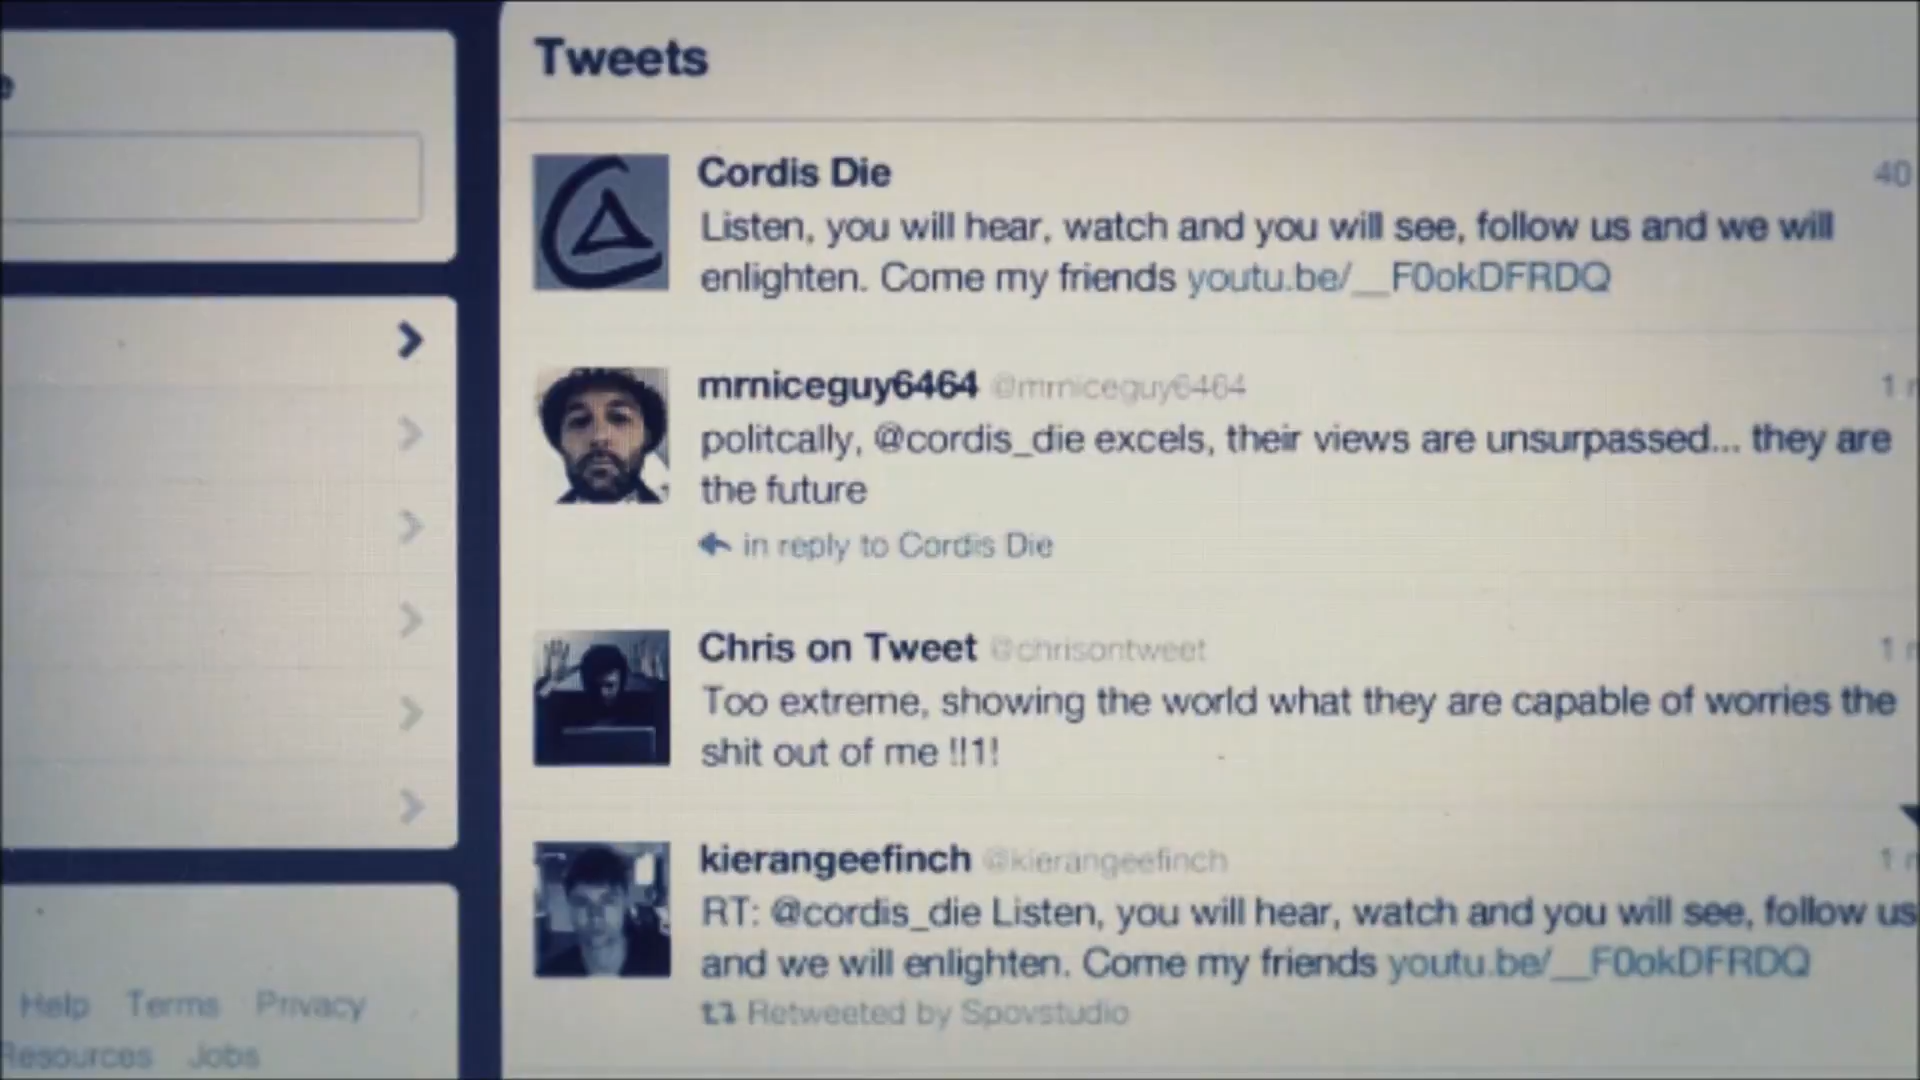 Tweets
Cordis Die
40
Listen, you will hear, watch and you will see, follow us and we will
enlighten. Come my friends youtu.be/__F0okDFRDQ
mrniceguy6464 @mrniceguy6464
1
politcally, @cordis_die excels, their views are unsurpassed... they are
the future
in reply to Cordis Die
Chris on Tweet @chrisontweet
1
Too extreme, showing the world what they are capable of worries the
shit out of me !!1!
kierangeefinch @kierangeefinch
1
RT: @cordis_die Listen, you will hear, watch and you will see, follow us
and we will enlighten. Come my friends youtu.be/__F0okDFRDQ
Retweeted by Spovstudio
Help Terms Privacy
Resources Jobs